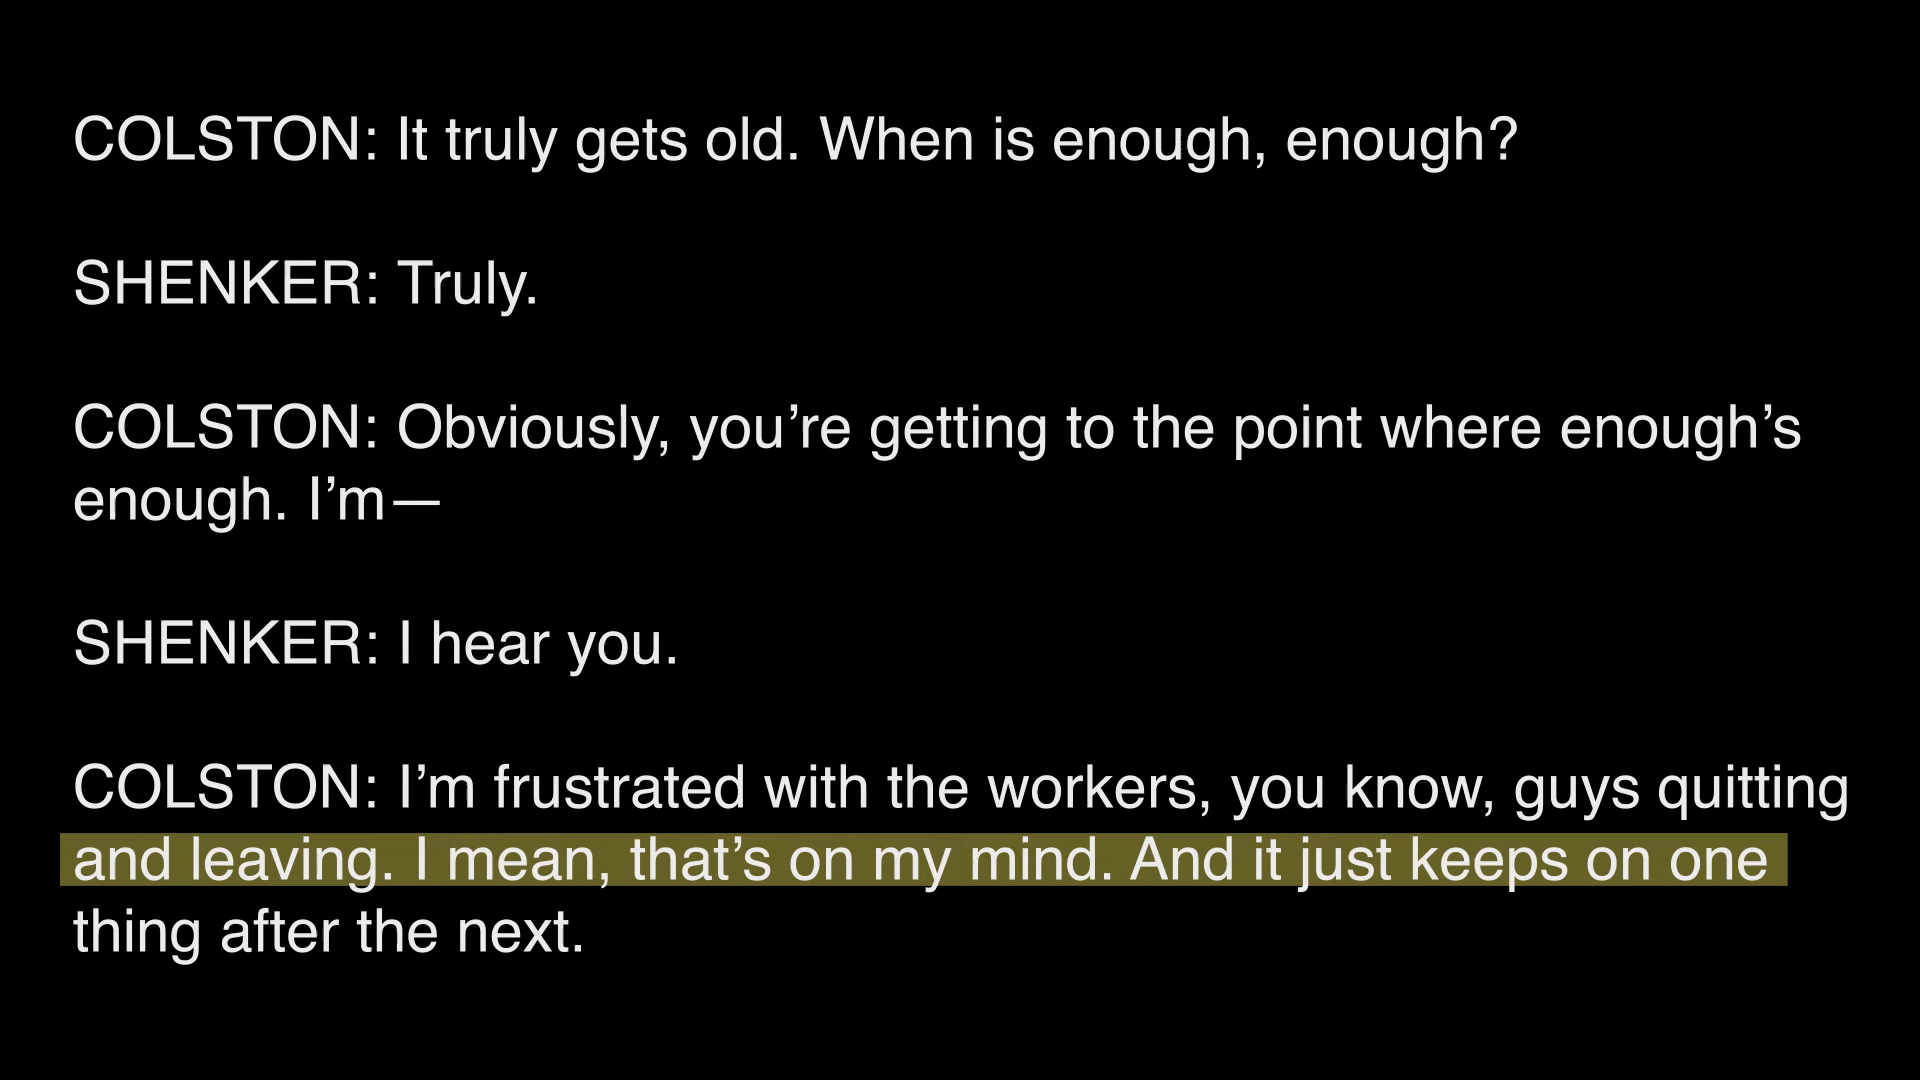 COLSTON: It truly gets old. When is enough, enough?
SHENKER: Truly.
COLSTON: Obviously, you’re getting to the point where enough’s
enough. I’m—
SHENKER: I hear you.
COLSTON: I’m frustrated with the workers, you know, guys quitting
and leaving. I mean, that’s on my mind. And it just keeps on one
thing after the next.